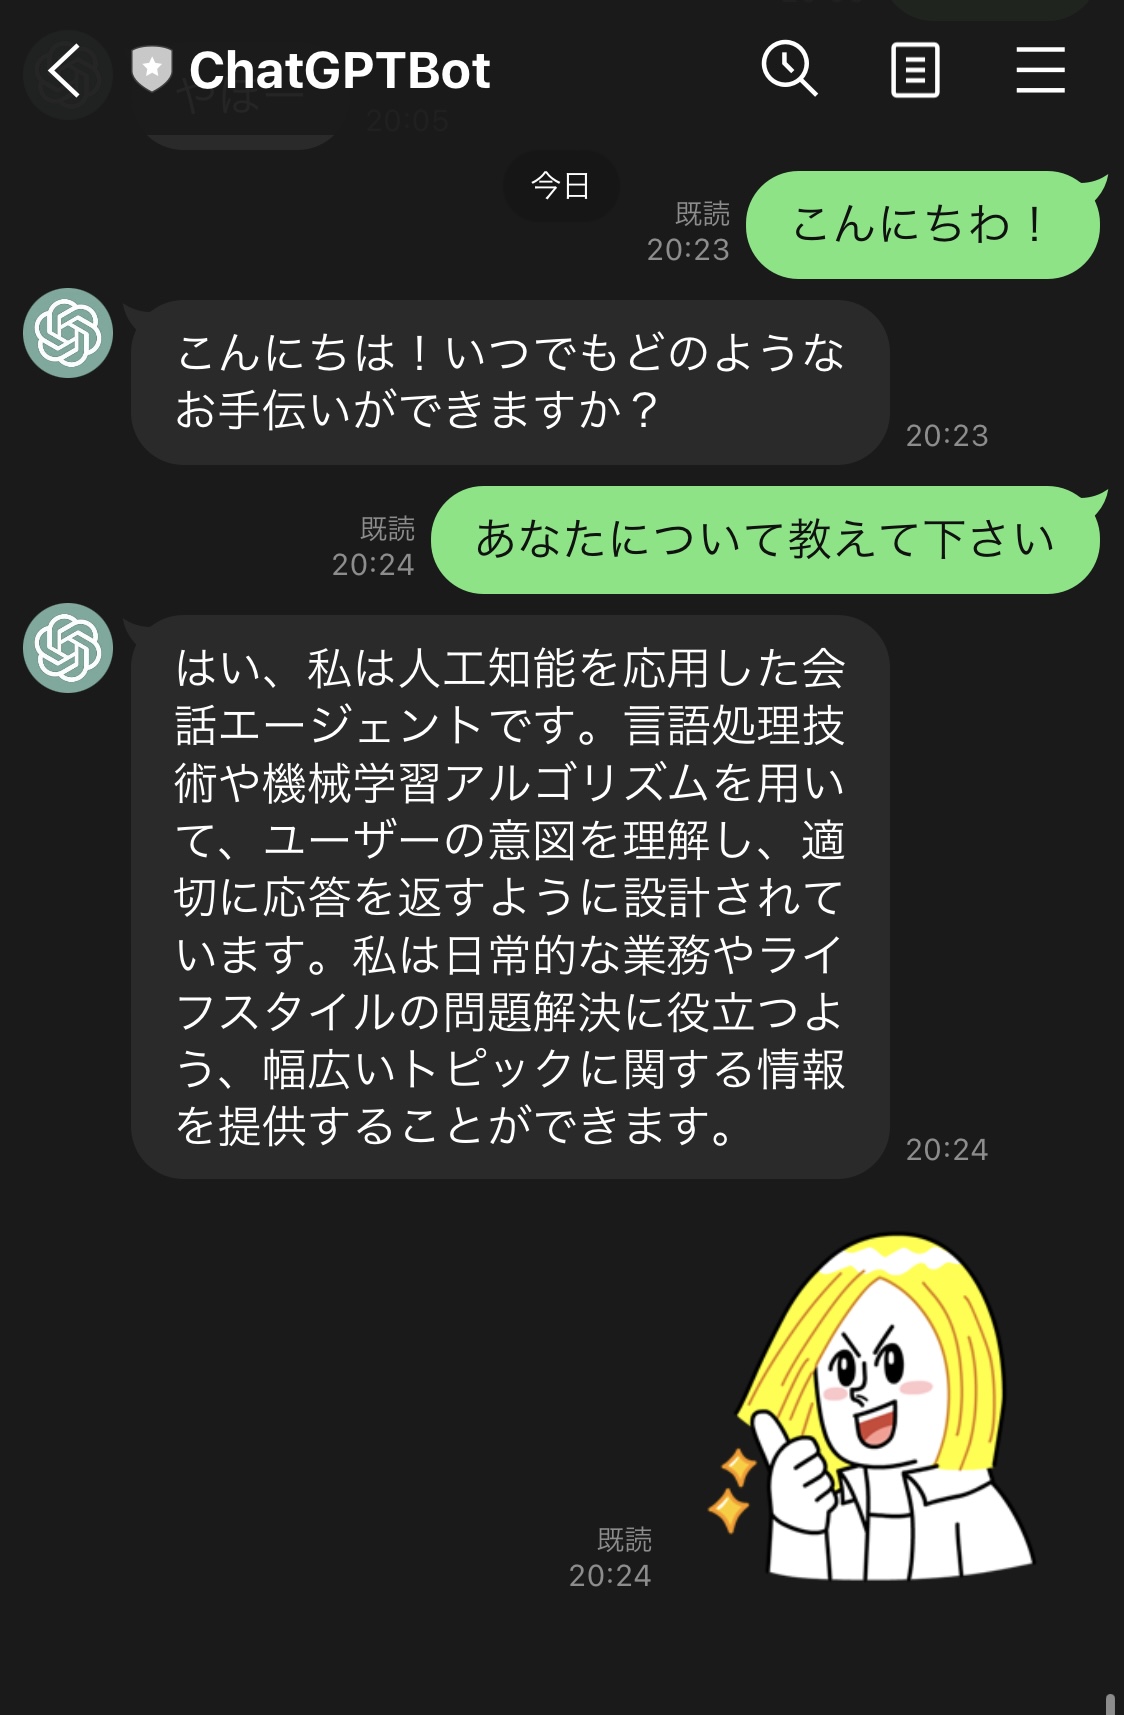 ChatGPTBot
やほー
20:05
今日
こんにちわ！
既読
20:23
こんにちは！いつでもどのような
お手伝いができますか？
20:23
あなたについて教えて下さい
既読
20:24
はい、私は人工知能を応用した会
話エージェントです。言語処理技
術や機械学習アルゴリズムを用い
て、ユーザーの意図を理解し、適
切に応答を返すように設計されて
います。私は日常的な業務やライ
フスタイルの問題解決に役立つよ
う、幅広いトピックに関する情報
を提供することができます。
20:24
既読
20:24